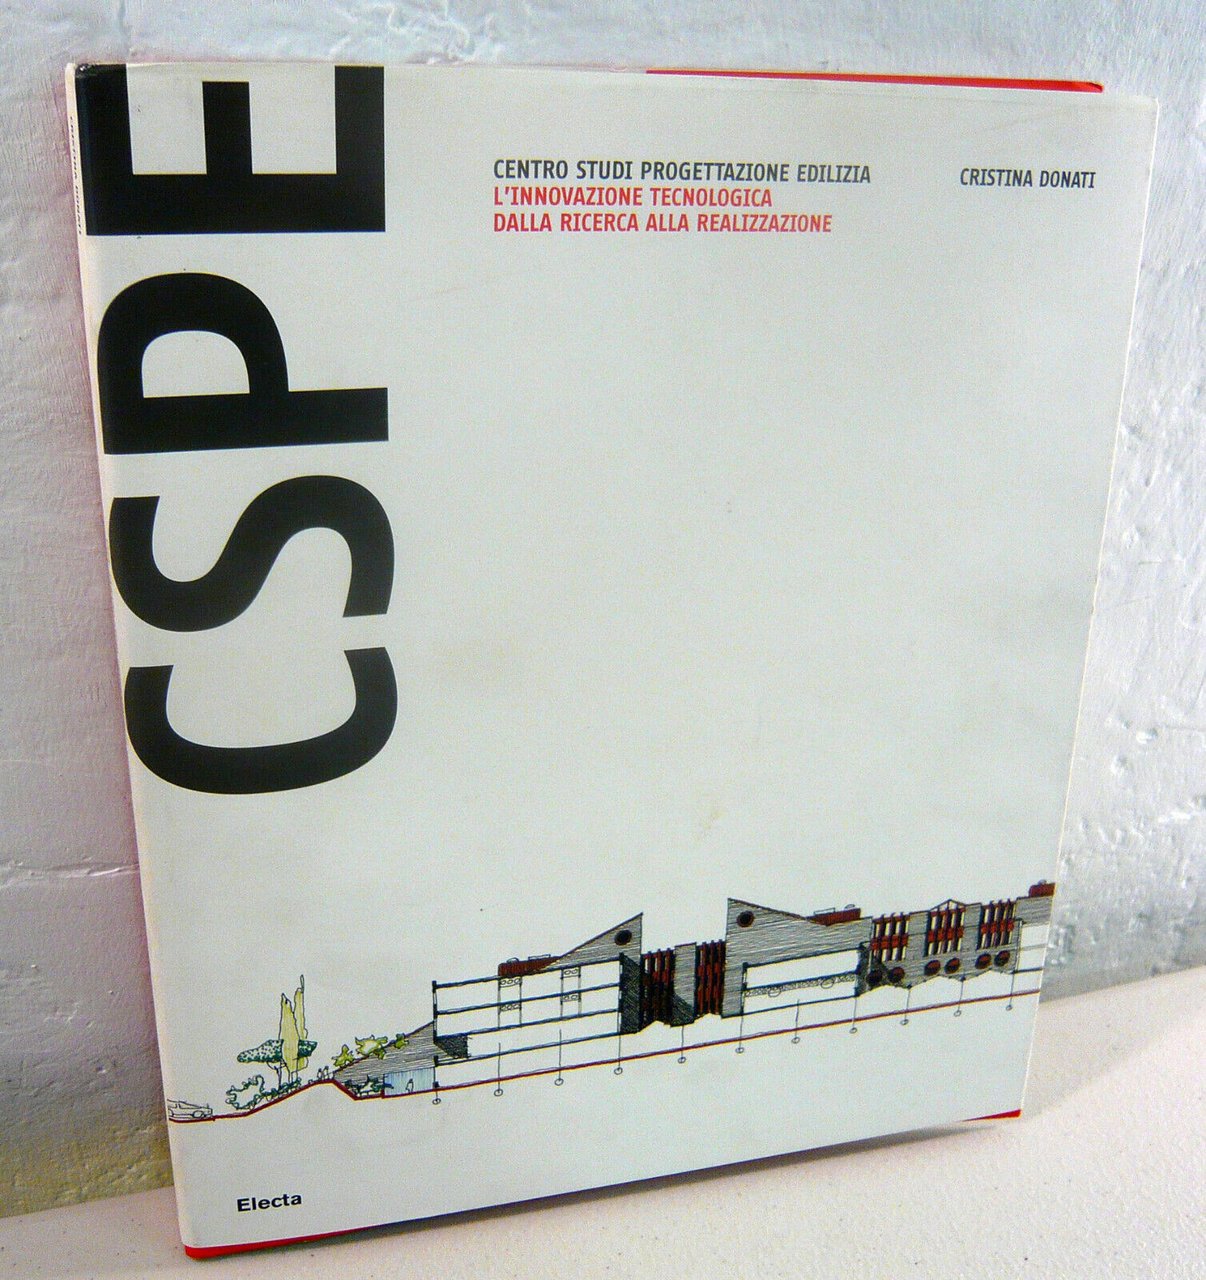 CSPE
CENTRO STUDI PROGETTAZIONE EDILIZIA
L'INNOVAZIONE TECNOLOGICA
DALLA RICERCA ALLA REALIZZAZIONE
CRISTINA DONATI
Electa